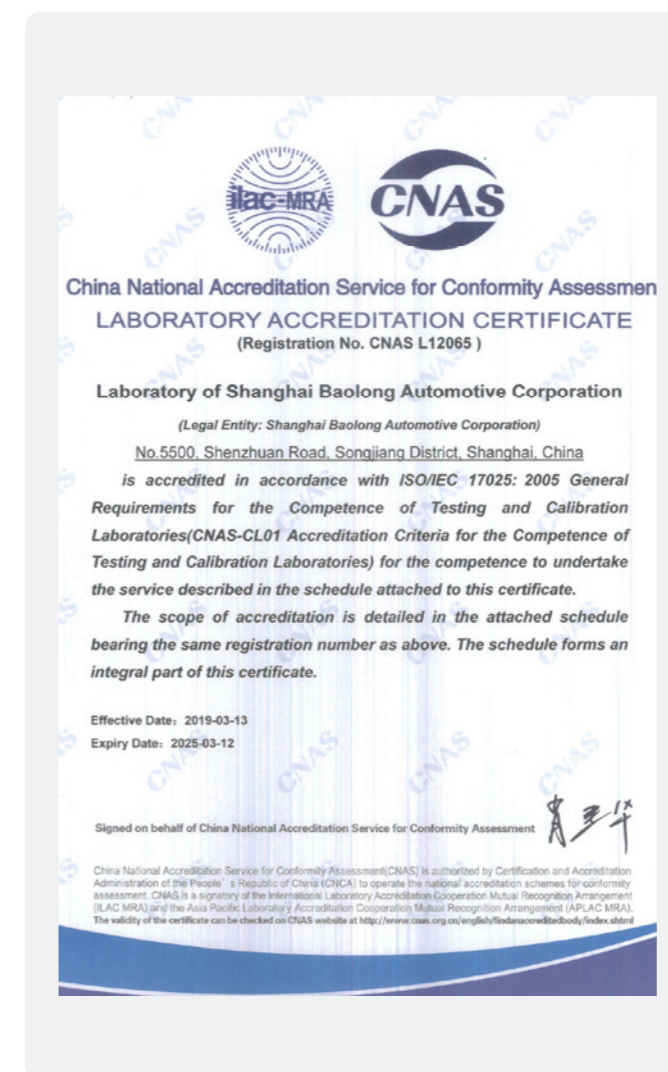 ilac-MRA
CNAS
China National Accreditation Service for Conformity Assessmen
LABORATORY ACCREDITATION CERTIFICATE
(Registration No. CNAS L12065 )
Laboratory of Shanghai Baolong Automotive Corporation
(Legal Entity: Shanghai Baolong Automotive Corporation)
No.5500, Shenzhuan Road, Songjiang District, Shanghai, China
is accredited in accordance with ISO/IEC 17025: 2005 General
Requirements for the Competence of Testing and Calibration
Laboratories(CNAS-CL01 Accreditation Criteria for the Competence of
Testing and Calibration Laboratories) for the competence to undertake
the service described in the schedule attached to this certificate.
The scope of accreditation is detailed in the attached schedule
bearing the same registration number as above. The schedule forms an
integral part of this certificate.
Effective Date: 2019-03-13
Expiry Date: 2025-03-12
Signed on behalf of China National Accreditation Service for Conformity Assessment
China National Accreditation Service for Conformity Assessment(CNAS) is authorized by Certification and Accreditation
Administration of the People's Republic of China (CNCA) to operate the national accreditation schemes for conformity
assessment. CNAS is a signatory of the International Laboratory Accreditation Cooperation Mutual Recognition Arrangement
(ILAC MRA) and the Asia Pacific Laboratory Accreditation Cooperation Mutual Recognition Arrangement (APLAC MRA).
The validity of the certificate can be checked on CNAS website at http://www.cnas.org.cn/english/findanaccreditedbody/index.shtml